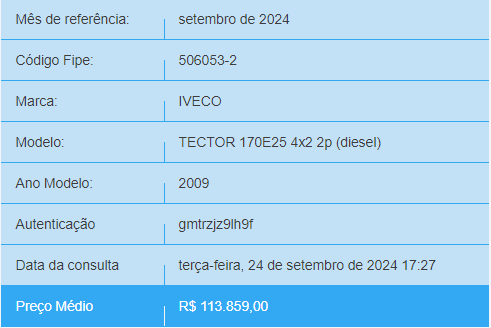 Mês de referência: setembro de 2024
Código Fipe: 506053-2
Marca: IVECO
Modelo: TECTOR 170E25 4x2 2p (diesel)
Ano Modelo: 2009
Autenticação gmtrzjz9lh9f
Data da consulta terça-feira, 24 de setembro de 2024 17:27
Preço Médio R$ 113.859,00